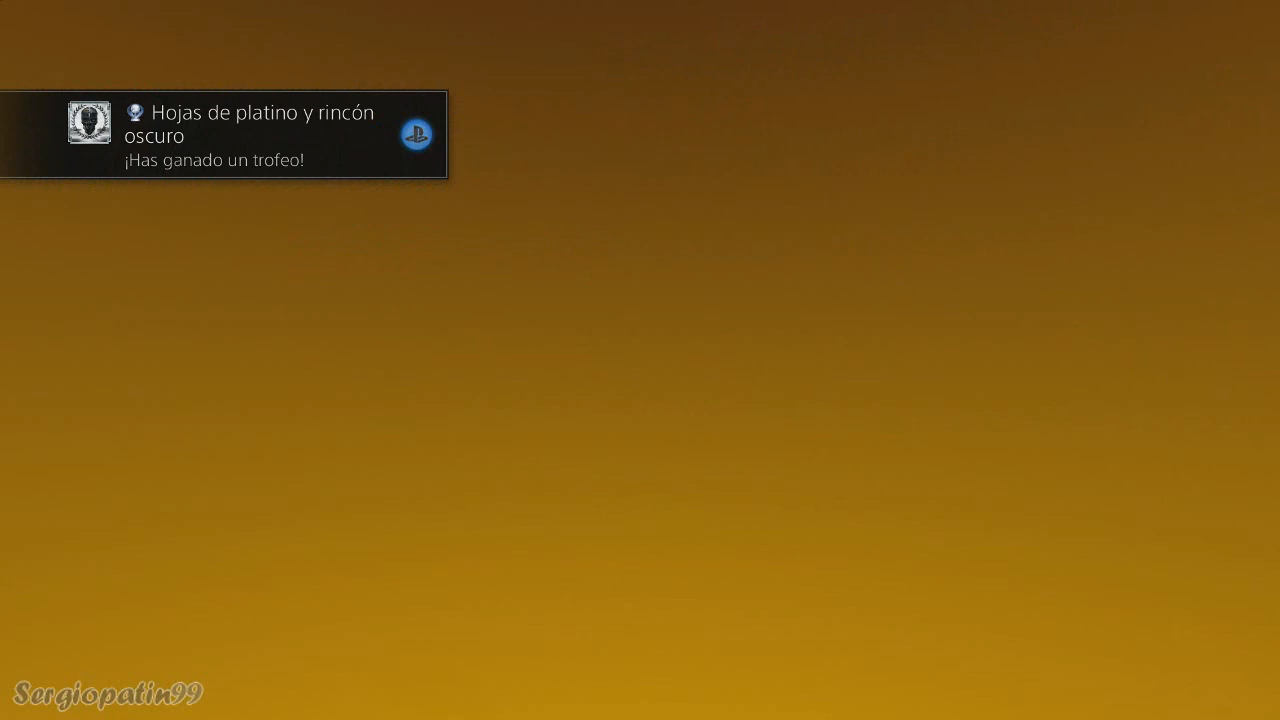 Hojas de platino y rincón
oscuro
¡Has ganado un trofeo!
Sergiopatin99